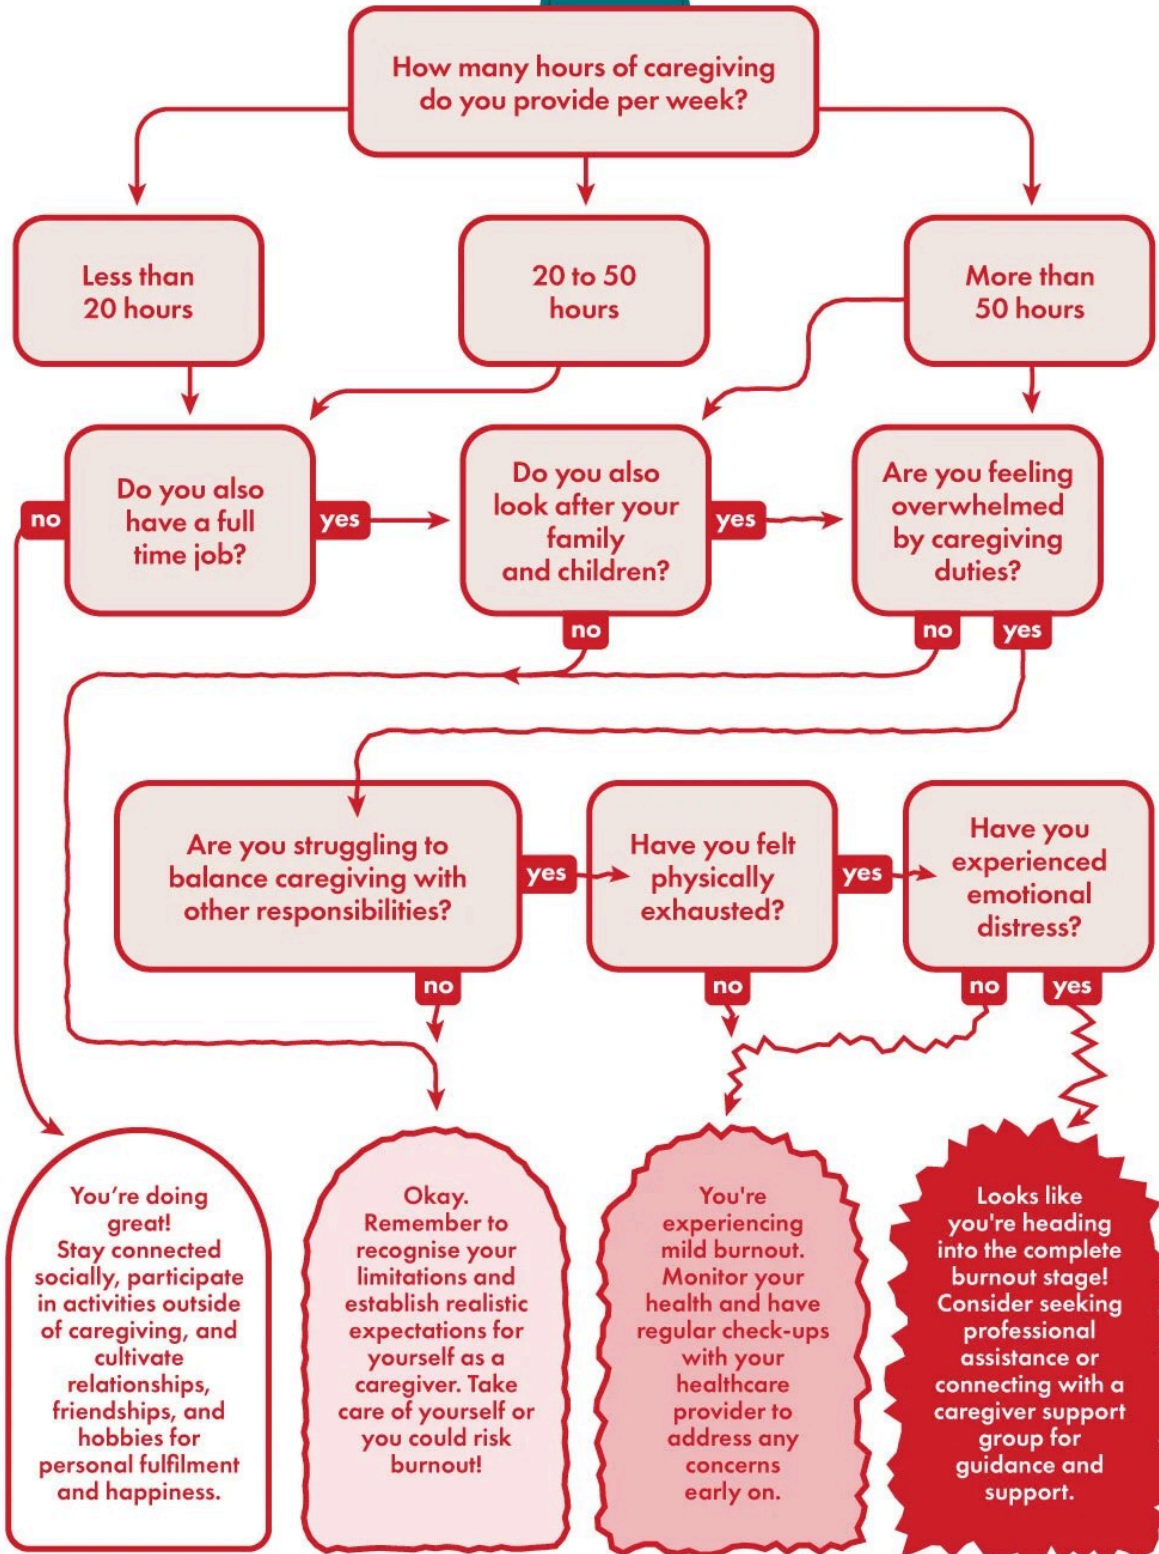 How many hours of caregiving
do you provide per week?
Less than
20 hours
20 to 50
hours
More than
50 hours
Do you also
have a full
time job?
no
yes
Do you also
look after your
family
and children?
yes
no
Are you feeling
overwhelmed
by caregiving
duties?
no
yes
Are you struggling to
balance caregiving with
other responsibilities?
yes
no
Have you felt
physically
exhausted?
yes
no
Have you
experienced
emotional
distress?
no
yes
You're doing
great!
Stay connected
socially, participate
in activities outside
of caregiving, and
cultivate
relationships,
friendships, and
hobbies for
personal fulfilment
and happiness.
Okay.
Remember to
recognise your
limitations and
establish realistic
expectations for
yourself as a
caregiver. Take
care of yourself or
you could risk
burnout!
You're
experiencing
mild burnout.
Monitor your
health and have
regular check-ups
with your
healthcare
provider to
address any
concerns
early on.
Looks like
you're heading
into the complete
burnout stage!
Consider seeking
professional
assistance or
connecting with a
caregiver support
group for
guidance and
support.